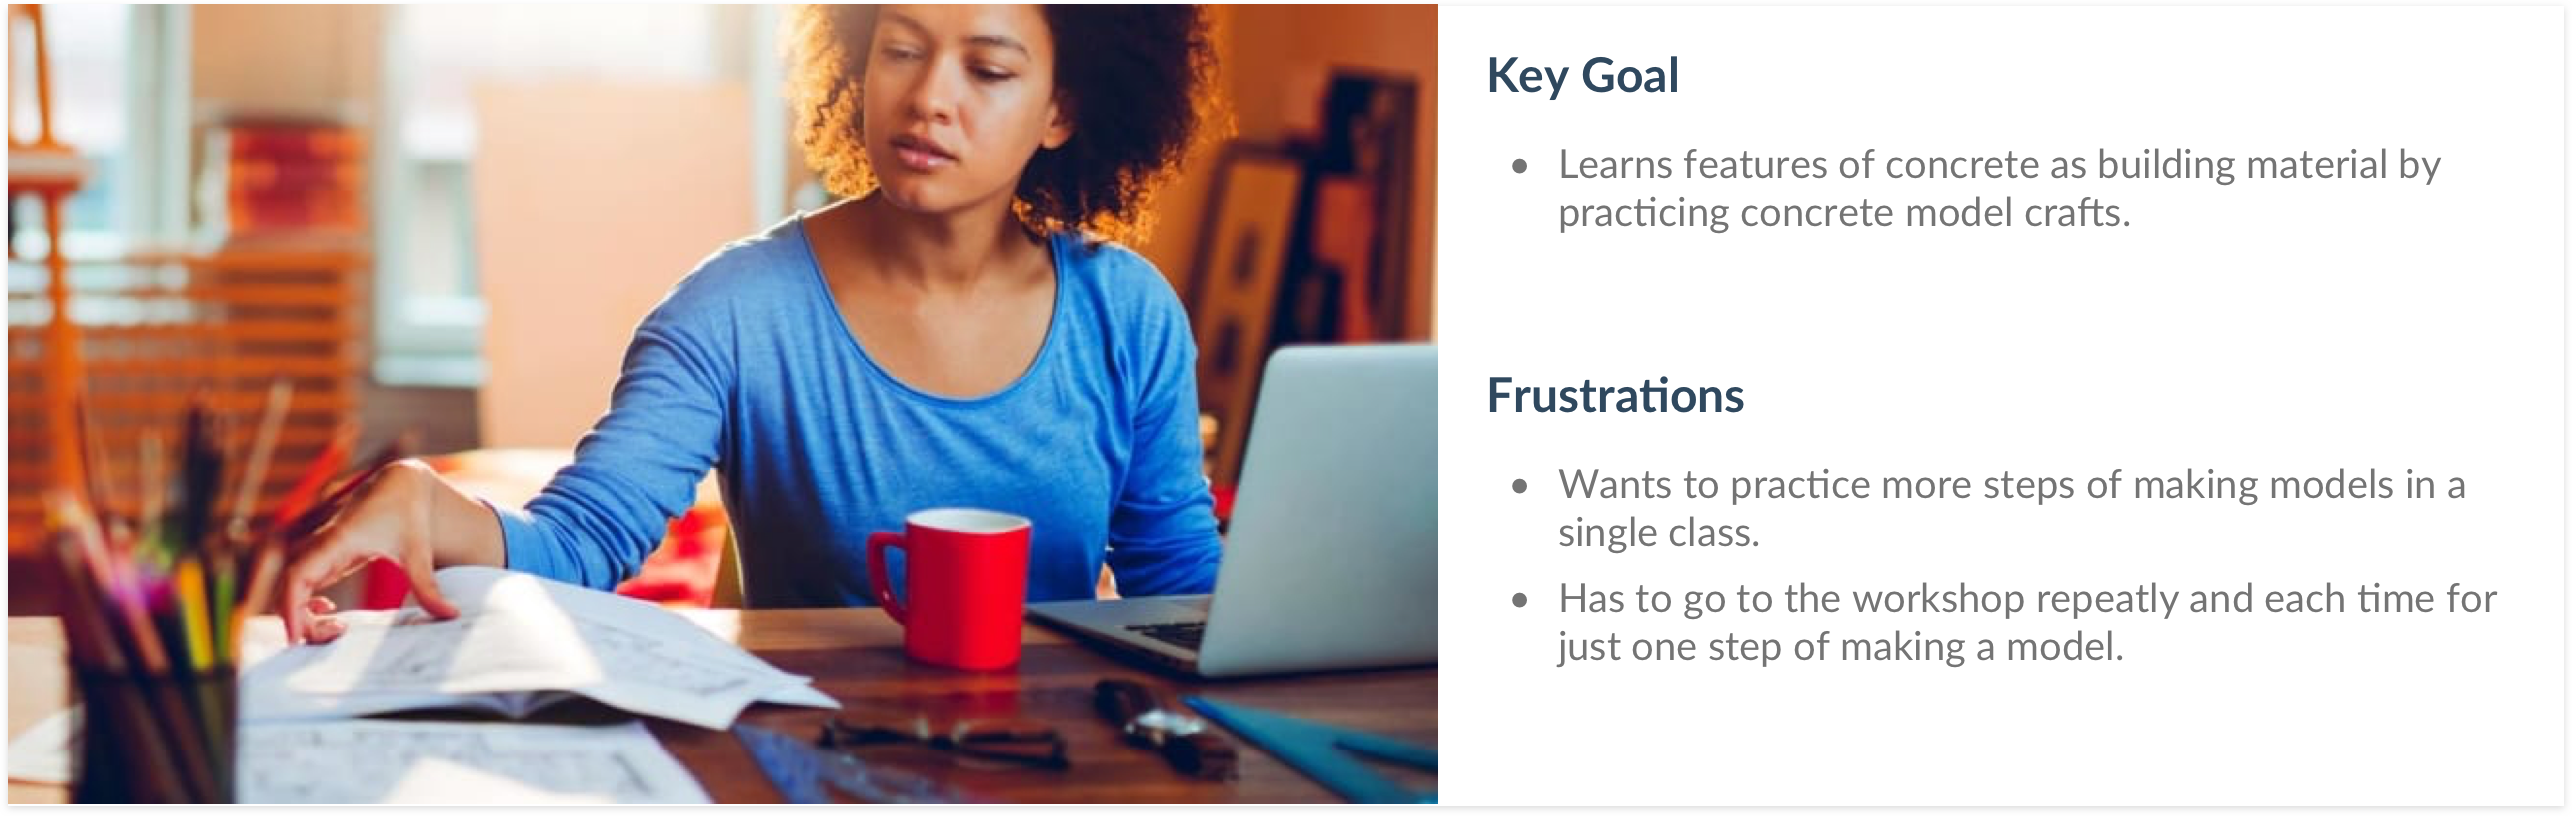 Key Goal
• Learns features of concrete as building material by
practicing concrete model crafts.
Frustrations
• Wants to practice more steps of making models in a
single class.
• Has to go to the workshop repeatly and each time for
just one step of making a model.